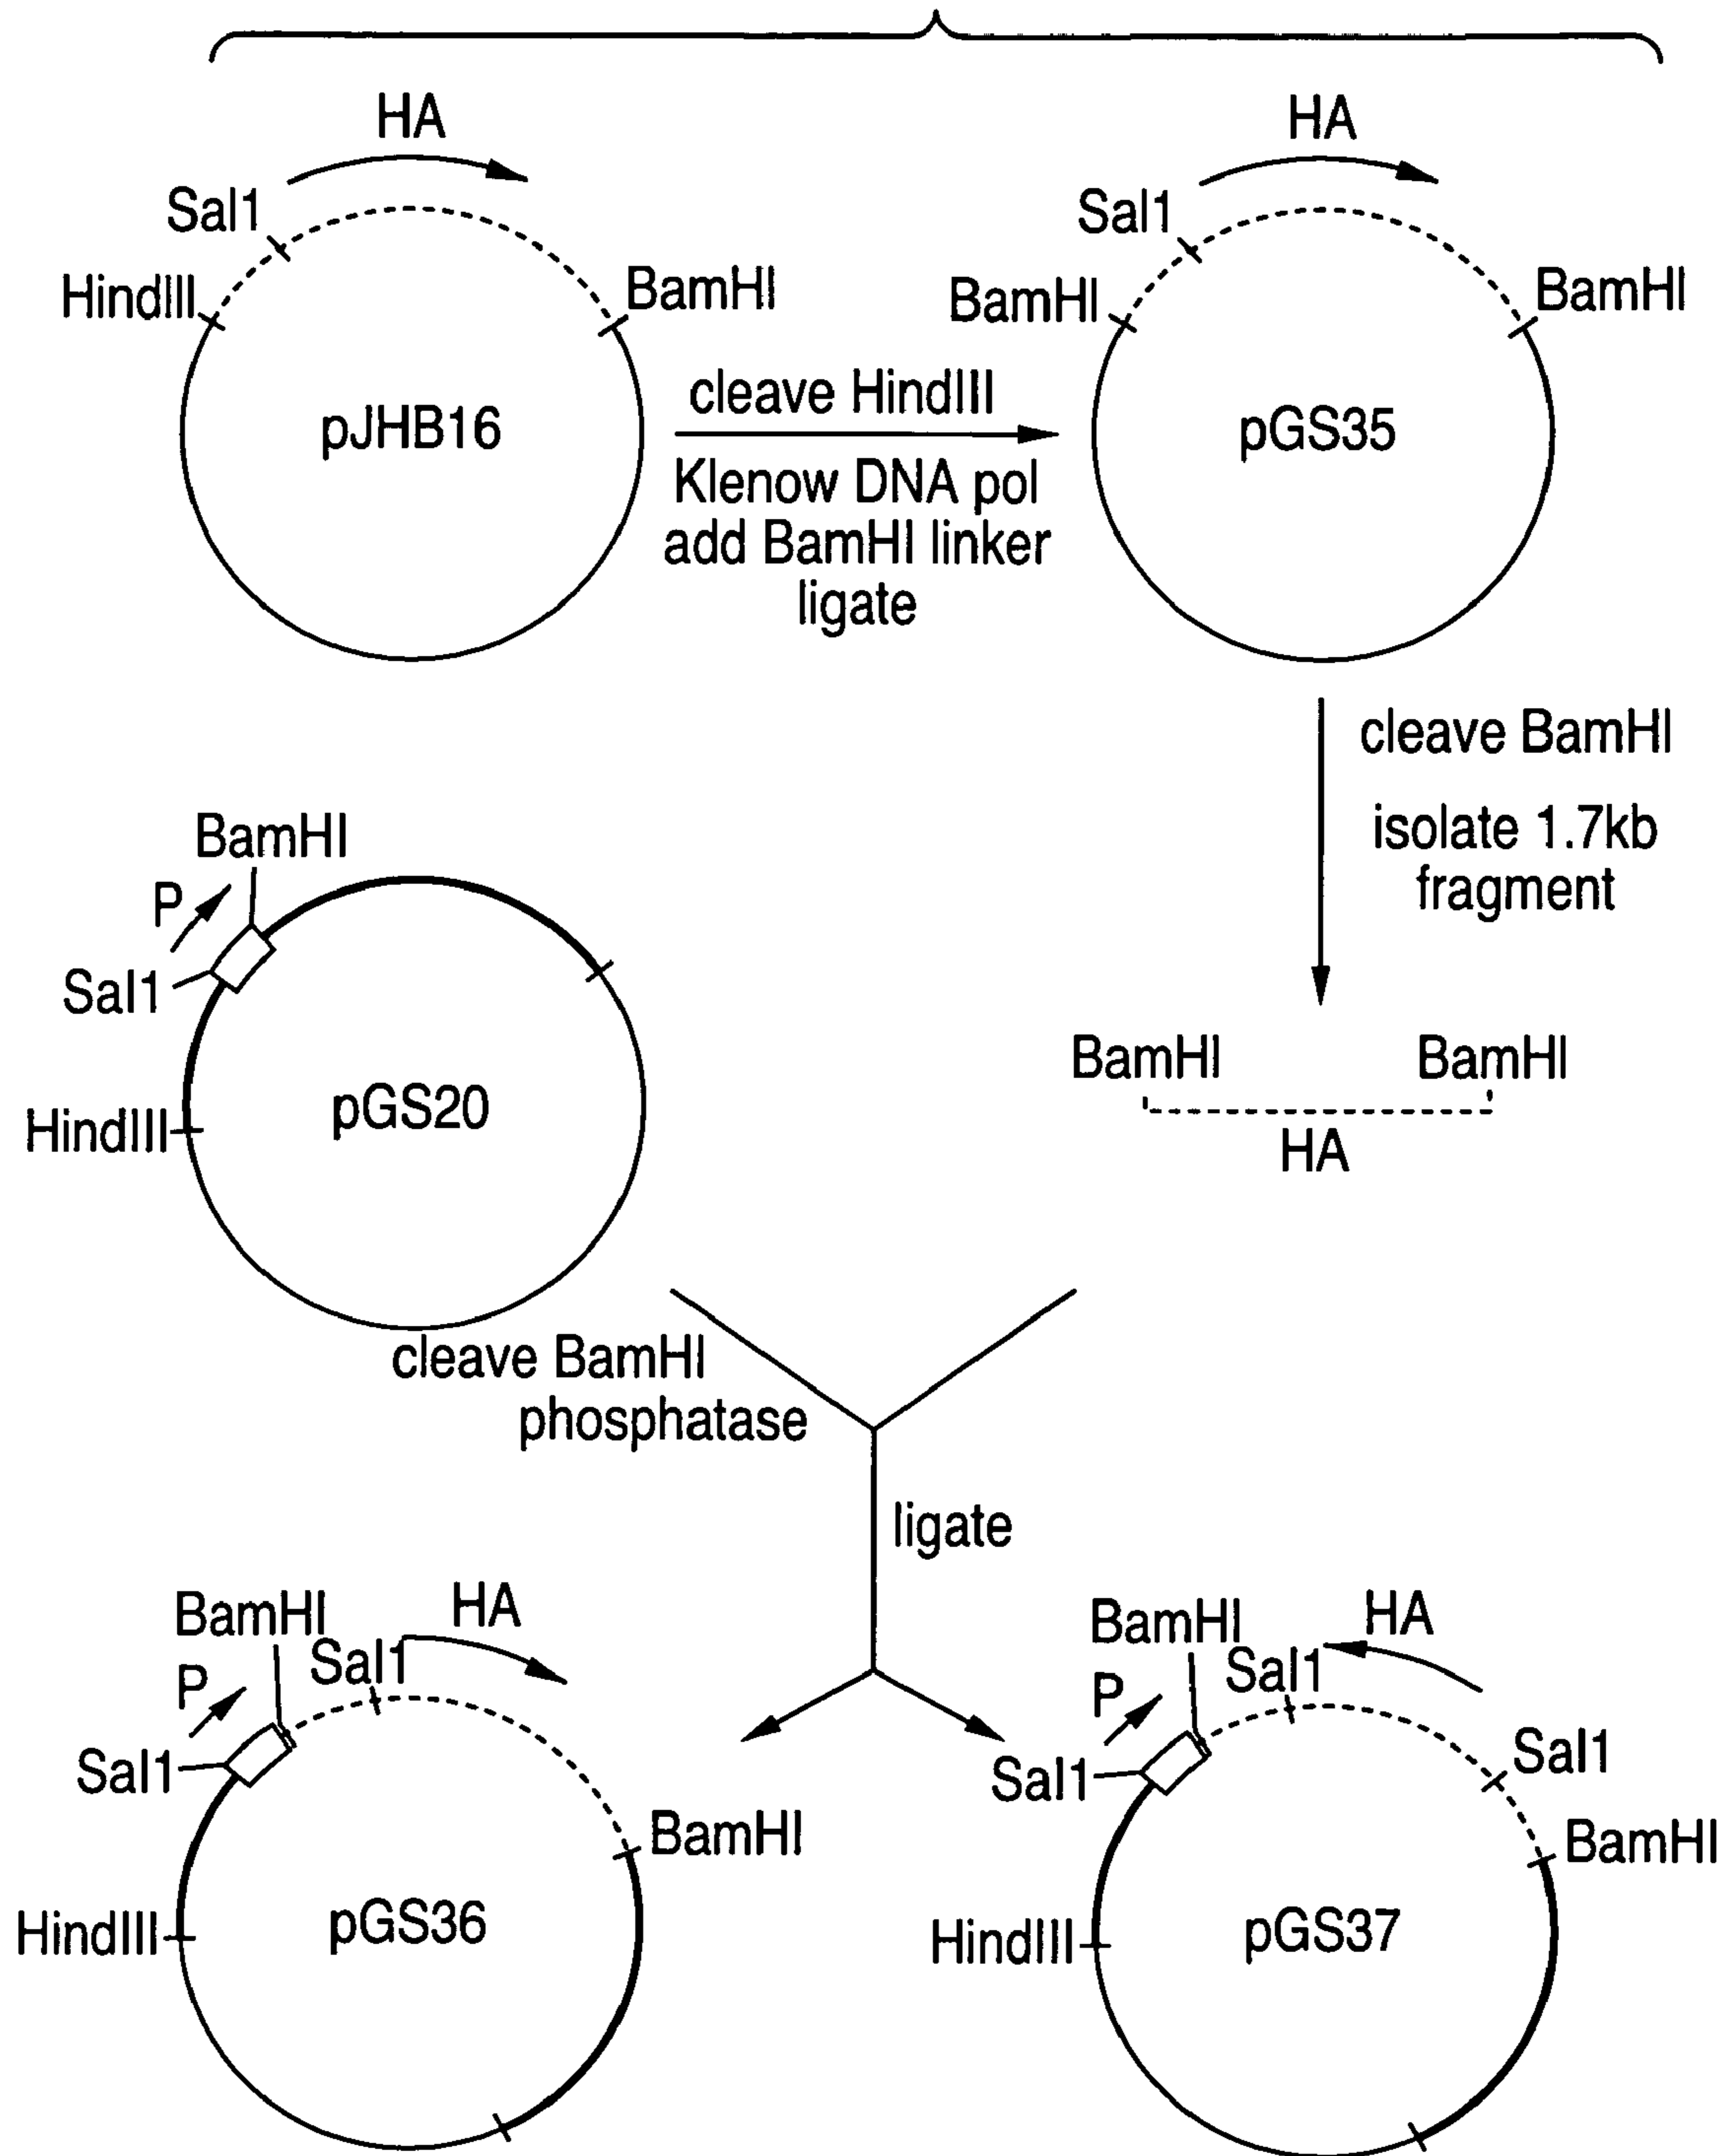 HA
HA
Sal1
Sal1
HindIII
BamHI
BamHI
BamHI
pJHB16
cleave HindIII
Klenow DNA pol
add BamHI linker
ligate
pGS35
cleave BamHI
isolate 1.7kb
fragment
BamHI
P
Sal1
HindIII
pGS20
BamHI
BamHI
HA
cleave BamHI
phosphatase
ligate
BamHI
HA
Sal1
P
Sal1
BamHI
HindIII
pGS36
BamHI
HA
Sal1
P
Sal1
Sal1
BamHI
HindIII
pGS37